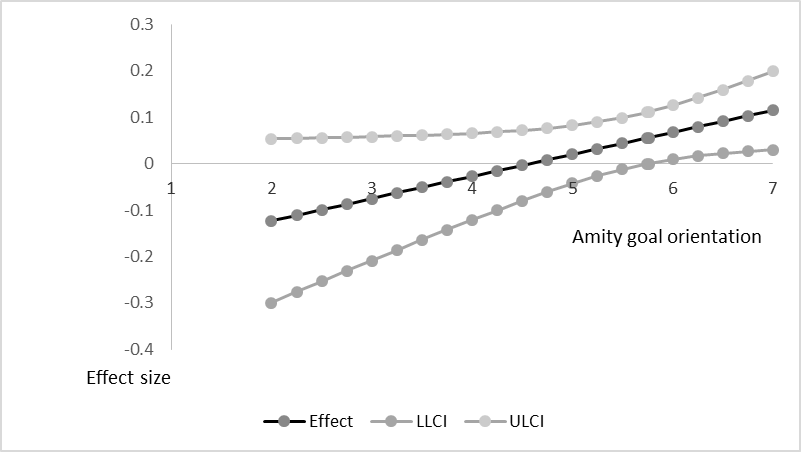 0.3
0.2
0.1
0
1 2 3 4 5 6 7
-0.1
Amity goal orientation
-0.2
-0.3
-0.4
Effect size
Effect LLCI ULCI